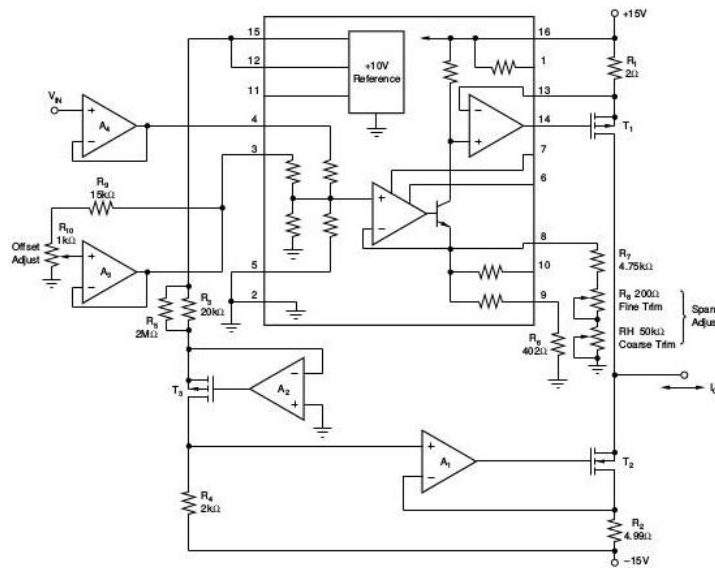 +15V
15
16
12
+10V
Reference
1
R1
2Ω
11
13
VIN
A4
4
14
T1
3
7
6
R9
15kΩ
R10
1kΩ
Offset
Adjust
A3
8
R7
4.75kΩ
5
10
R3
20kΩ
2
9
R5
2MΩ
R6
402Ω
R8 200Ω
Fine Trim
Span
Adjust
RH 50kΩ
Coarse Trim
T3
A2
A1
T2
R4
2kΩ
R2
4.99Ω
–15V